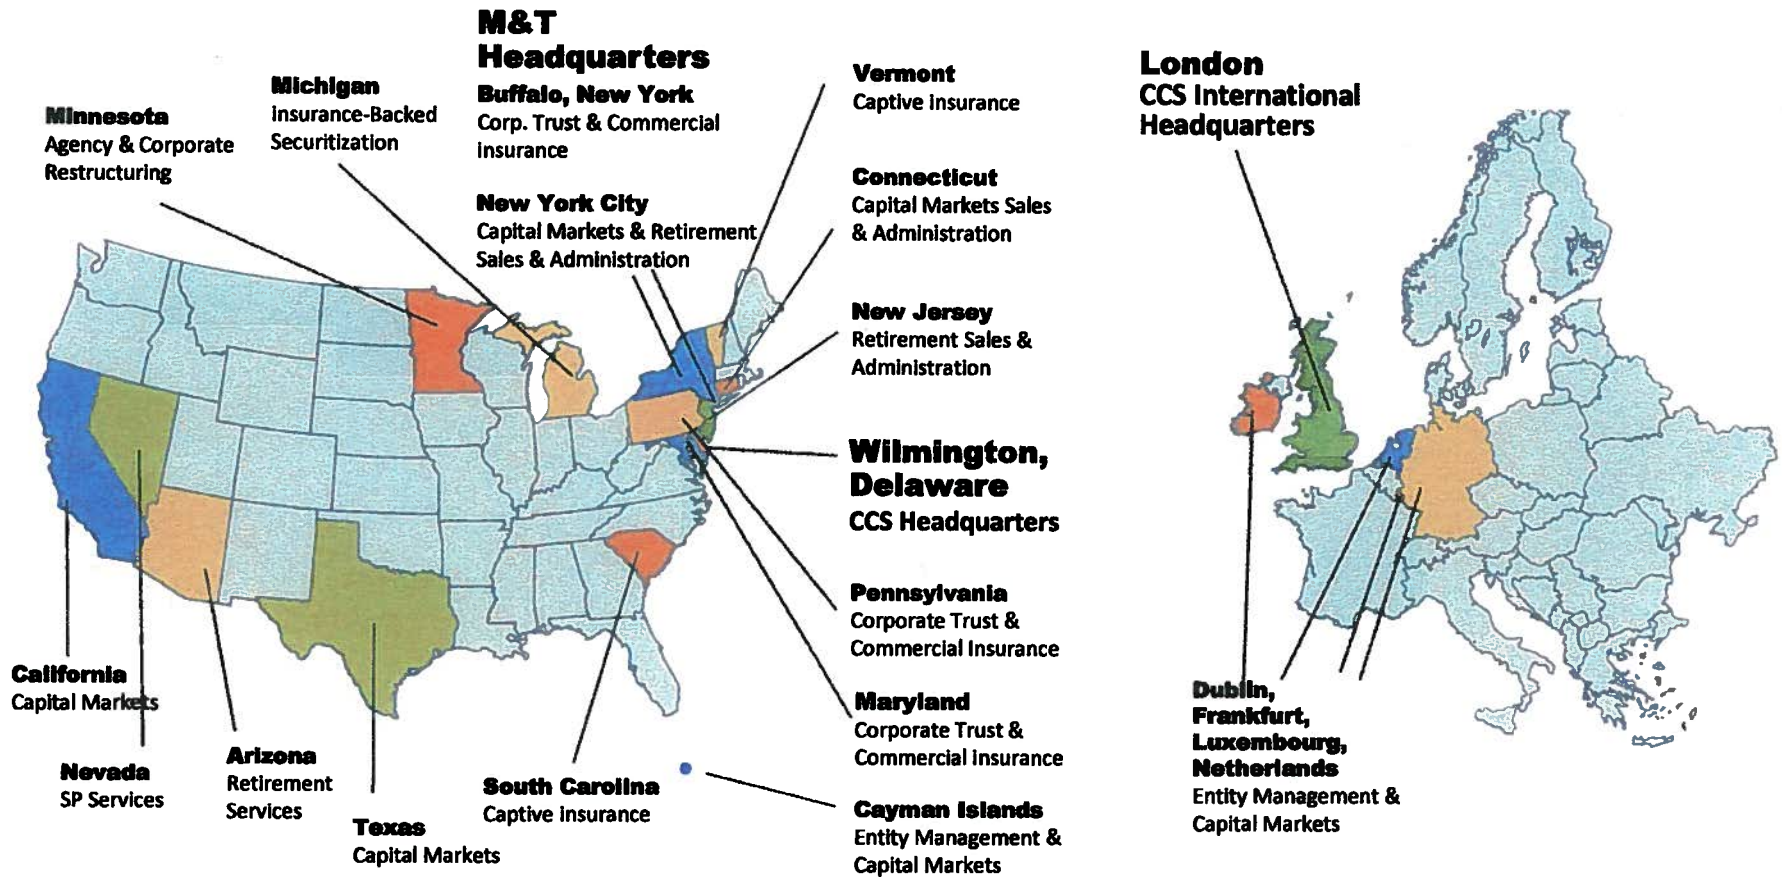 M&T
Headquarters
Buffalo, New York
Corp. Trust & Commercial
insurance
New York City
Capital Markets & Retirement
Sales & Administration
Minnesota
Agency & Corporate
Restructuring
Michigan
insurance-Backed
Securitization
Vermont
Captive insurance
Connecticut
Capital Markets Sales
& Administration
New Jersey
Retirement Sales &
Administration
Wilmington,
Delaware
CCS Headquarters
Pennsylvania
Corporate Trust &
Commercial Insurance
Maryland
Corporate Trust &
Commercial insurance
Cayman Islands
Entity Management &
Capital Markets
California
Capital Markets
Nevada
SP Services
Arizona
Retirement
Services
Texas
Capital Markets
South Carolina
Captive insurance
London
CCS International
Headquarters
Dublin,
Frankfurt,
Luxembourg,
Netherlands
Entity Management &
Capital Markets